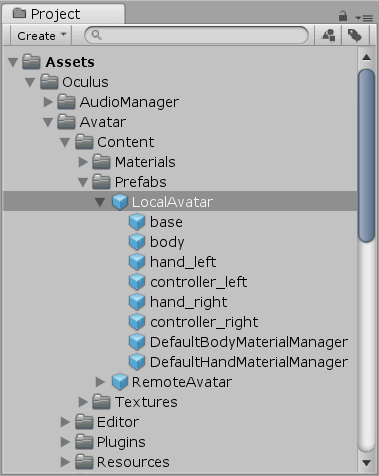 Project
Create
Assets
Oculus
AudioManager
Avatar
Content
Materials
Prefabs
LocalAvatar
base
body
hand_left
controller_left
hand_right
controller_right
DefaultBodyMaterialManager
DefaultHandMaterialManager
RemoteAvatar
Textures
Editor
Plugins
Resources